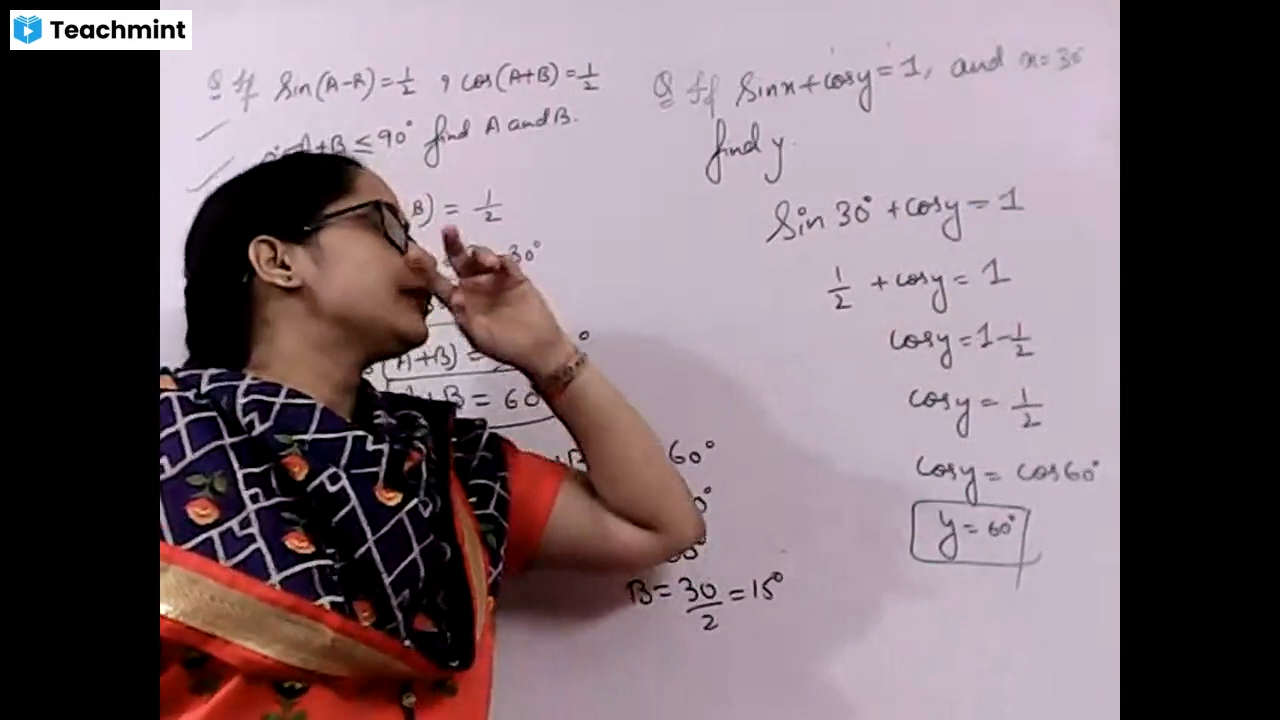 Teachmint
Q If Sin(A-B)=1/2 , cos(A+B)=1/2
A+B ≤ 90° find A and B.
B) = 1/2
30°
A+B) =
+B = 60
60°
B = 30/2 = 15°
Q If Sinx + cosy = 1, and x = 30
find y.
Sin 30° + cosy = 1
1/2 + cosy = 1
cosy = 1 - 1/2
cosy = 1/2
cosy = cos60°
y = 60°